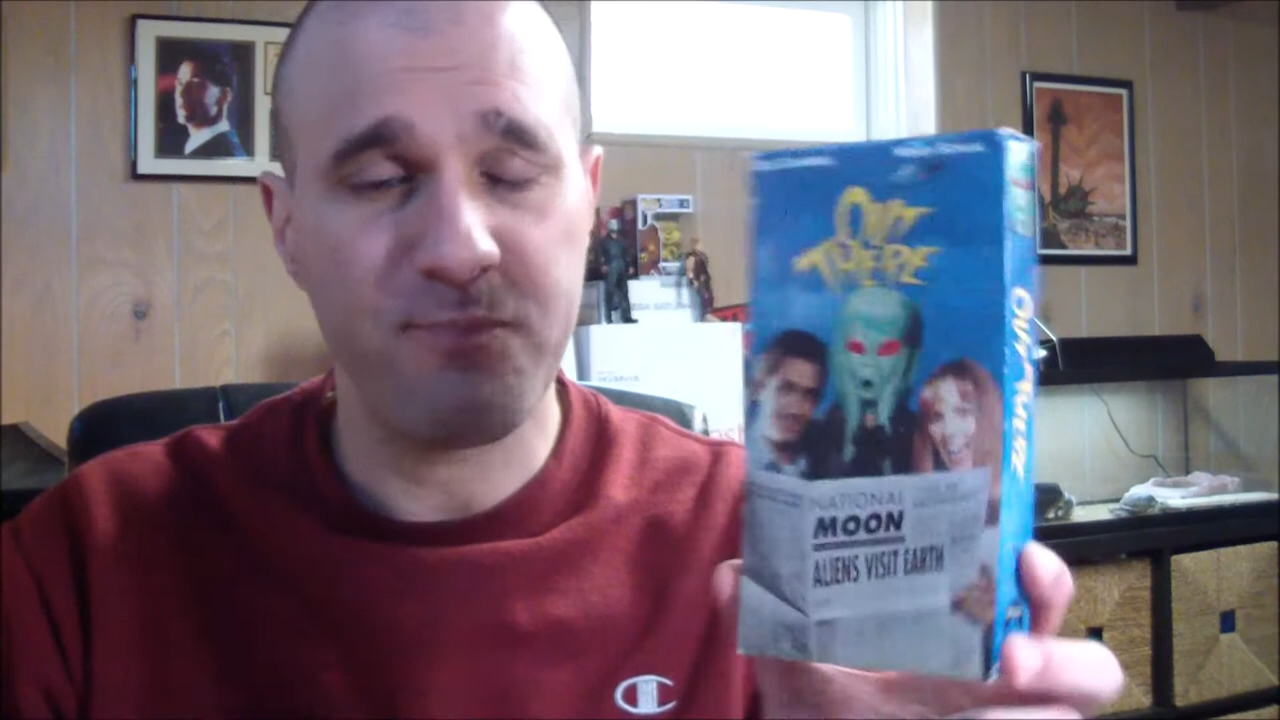 OUT
THERE
OUT THERE
NATIONAL
MOON
ALIENS VISIT EARTH